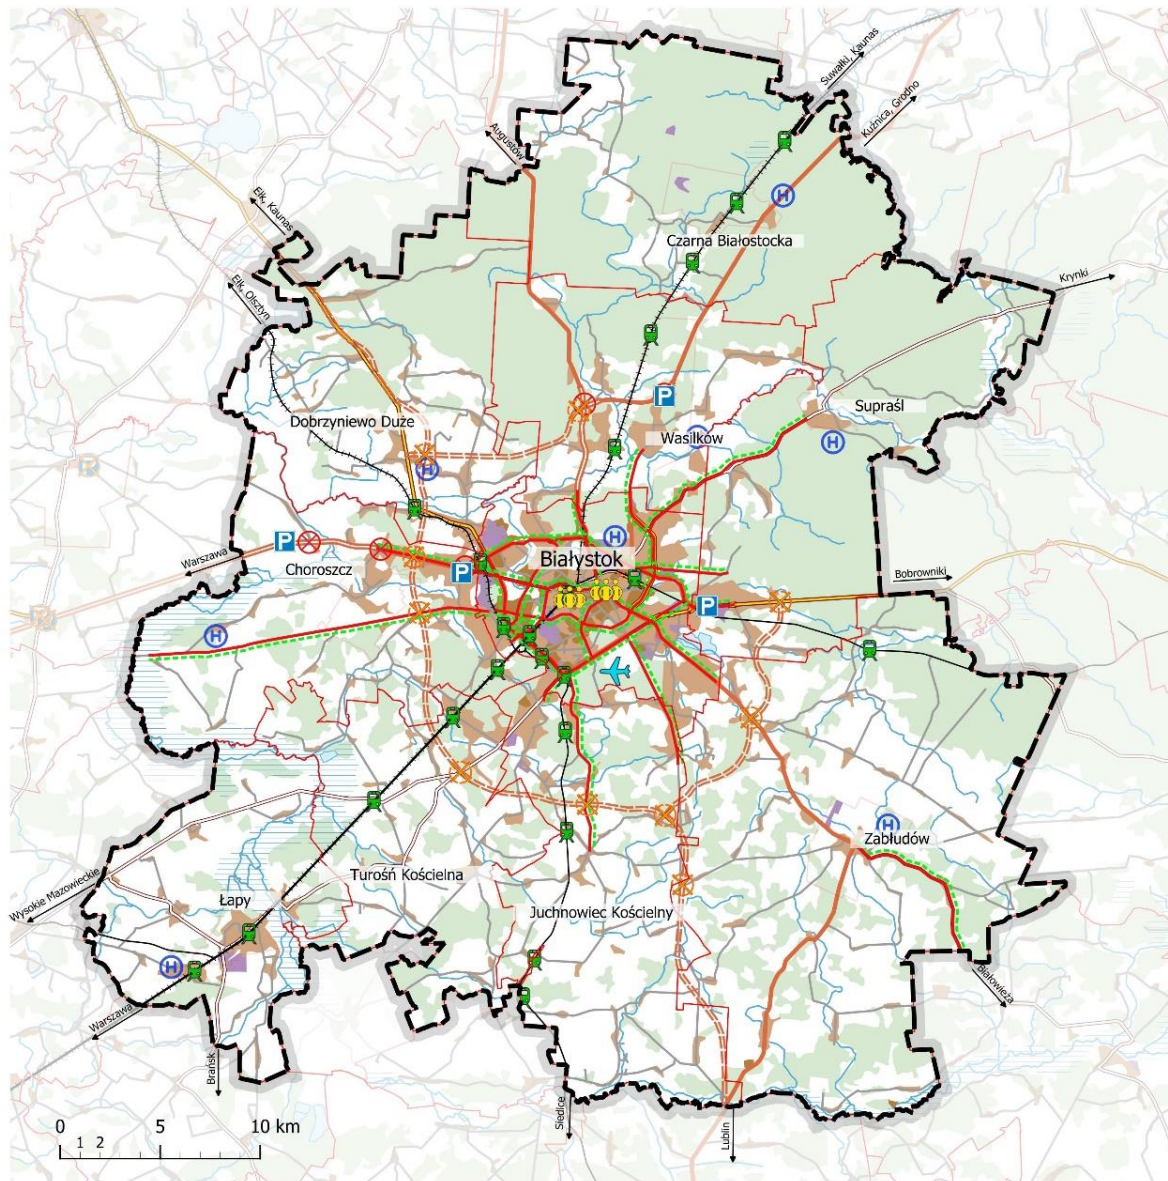 Suwałki, Kaunas
Kuźnica, Grodno
Augustów
Ełk, Kaunas
Czarna Białostocka
Krynki
Ełk, Olsztyn
P
Supraśl
Dobrzyniewo Duże
Wasilków
H
H
H
H
H
P
Warszawa
Choroszcz
P
Białystok
Bobrowniki
P
H
H
Zabłudów
Turośń Kościelna
Wysokie Mazowieckie
Łapy
Juchnowiec Kościelny
H
Białowieża
Warszawa
Brańsk
Siedlce
Lublin
0 5 10 km
1 2